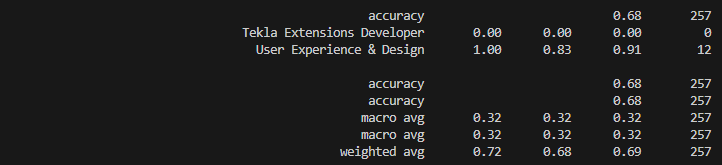 accuracy 0.68 257
Tekla Extensions Developer 0.00 0.00 0.00 0
User Experience & Design 1.00 0.83 0.91 12
accuracy 0.68 257
accuracy 0.68 257
macro avg 0.32 0.32 0.32 257
macro avg 0.32 0.32 0.32 257
weighted avg 0.72 0.68 0.69 257